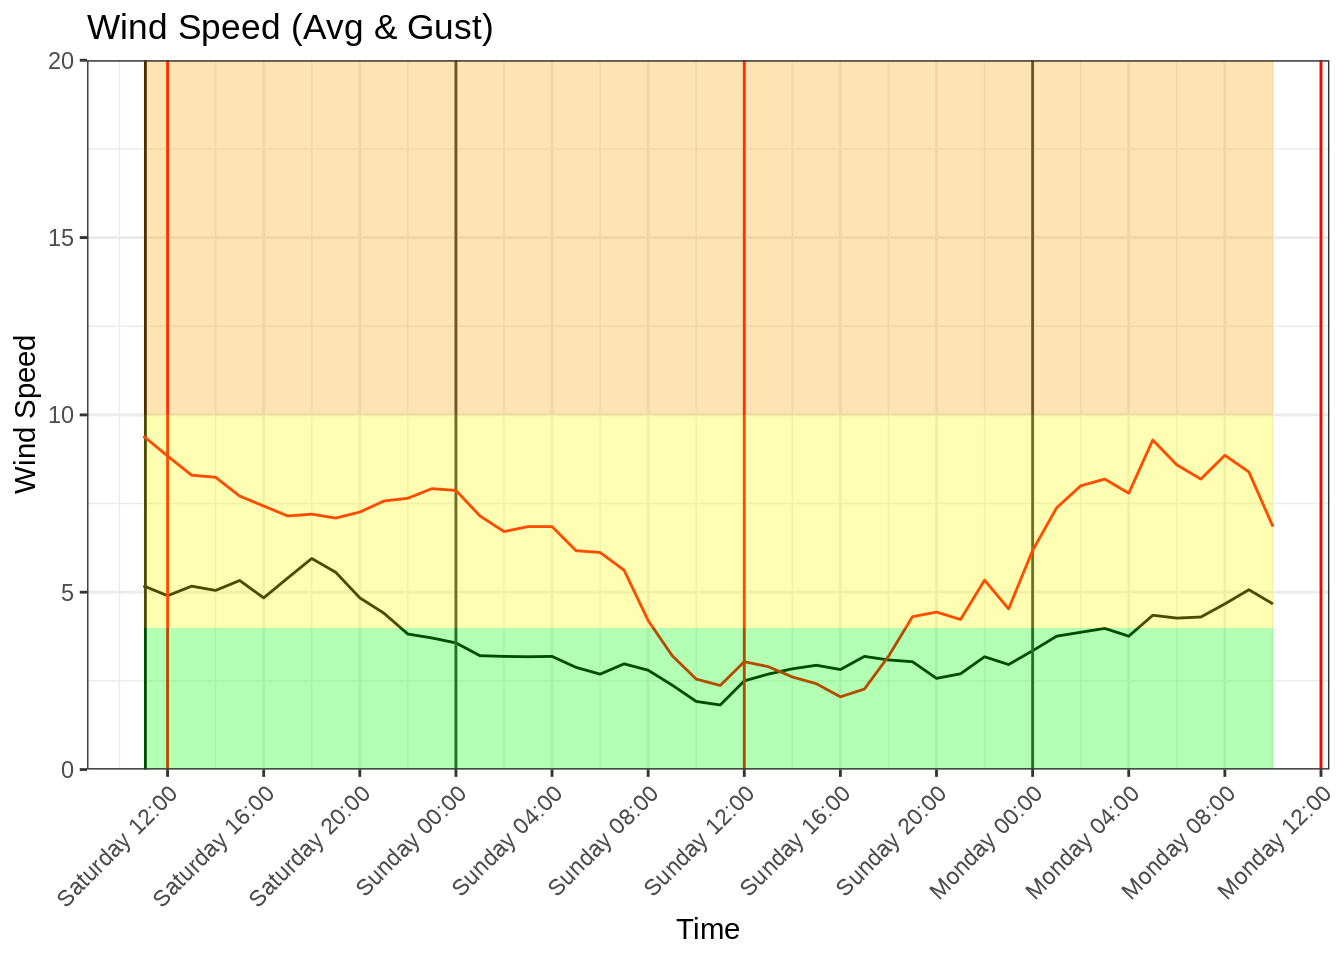 Wind Speed (Avg & Gust)
20
15
10
5
0
Wind Speed
Saturday 12:00
Saturday 16:00
Saturday 20:00
Sunday 00:00
Sunday 04:00
Sunday 08:00
Sunday 12:00
Sunday 16:00
Sunday 20:00
Monday 00:00
Monday 04:00
Monday 08:00
Monday 12:00
Time